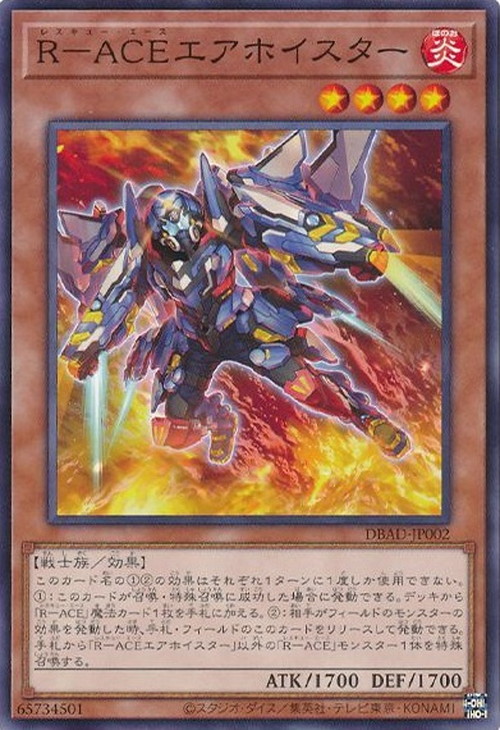 レスキュー・エース
R－ACEエアホイスター
ほのお
炎
DBAD-JP002
【戦士族／効果】
このカード名の①②の効果はそれぞれ1ターンに1度しか使用できない。
①：このカードが召喚・特殊召喚に成功した場合に発動できる。デッキから
「R－ACE」魔法カード1枚を手札に加える。②：相手がフィールドのモンスターの
効果を発動した時、手札・フィールドのこのカードをリリースして発動できる。
手札から「R－ACEエアホイスター」以外の「R－ACE」モンスター1体を特殊
召喚する。
ATK/1700 DEF/1700
65734501
©スタジオ・ダイス／集英社・テレビ東京・KONAMI